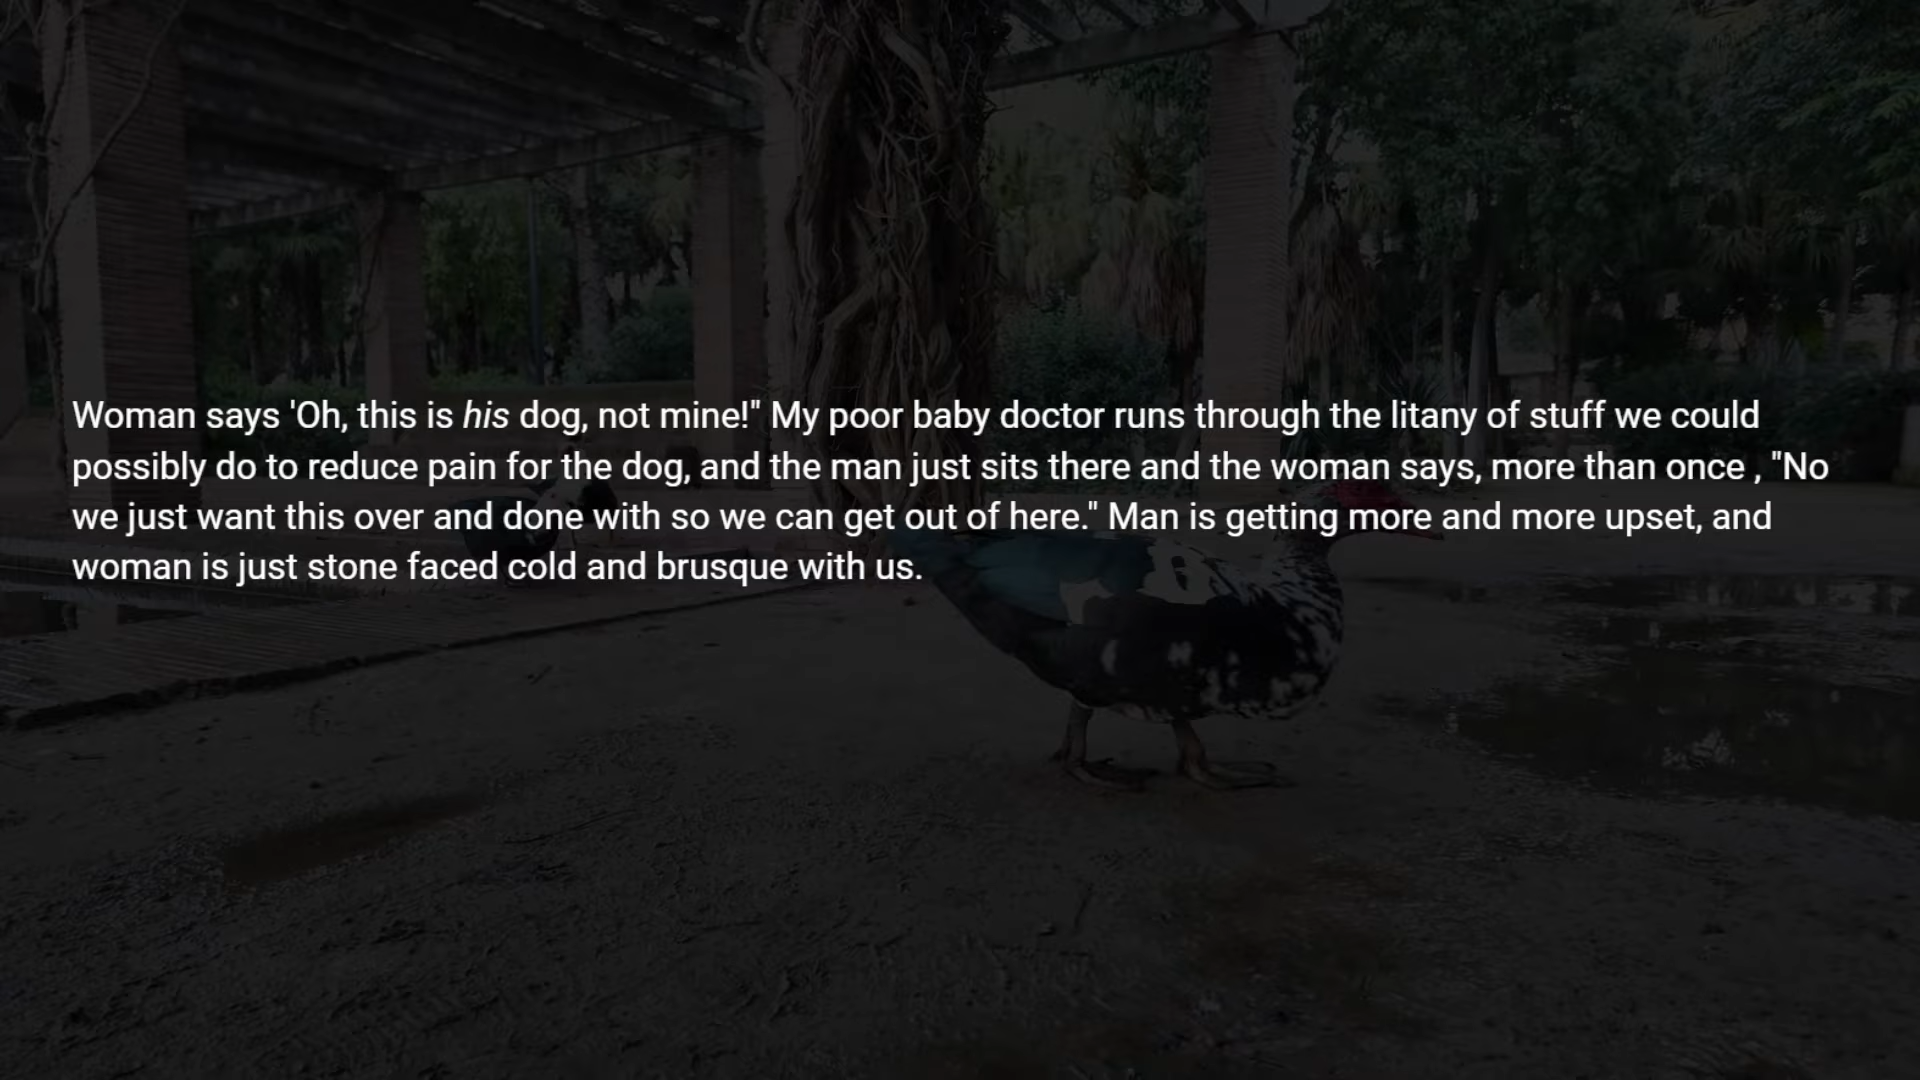 Woman says 'Oh, this is his dog, not mine!" My poor baby doctor runs through the litany of stuff we could
possibly do to reduce pain for the dog, and the man just sits there and the woman says, more than once , "No
we just want this over and done with so we can get out of here." Man is getting more and more upset, and
woman is just stone faced cold and brusque with us.